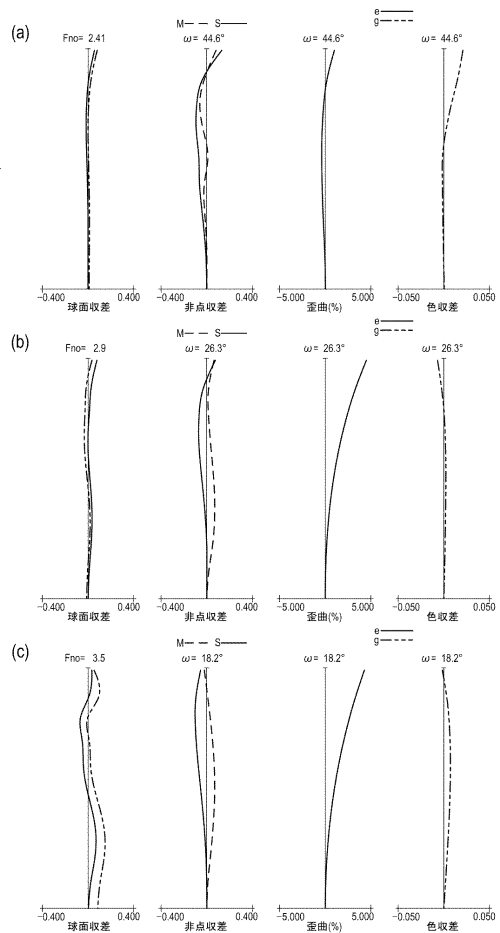 (a)
e
g
M S
Fno= 2.41 ω= 44.6° ω= 44.6° ω= 44.6°
-0.400 0.400 -0.400 0.400 -5.000 5.000 -0.050 0.050
球面収差 非点収差 歪曲(%) 色収差
(b)
e
g
M S
Fno= 2.9 ω= 26.3° ω= 26.3° ω= 26.3°
-0.400 0.400 -0.400 0.400 -5.000 5.000 -0.050 0.050
球面収差 非点収差 歪曲(%) 色収差
(c)
e
g
M S
Fno= 3.5 ω= 18.2° ω= 18.2° ω= 18.2°
-0.400 0.400 -0.400 0.400 -5.000 5.000 -0.050 0.050
球面収差 非点収差 歪曲(%) 色収差